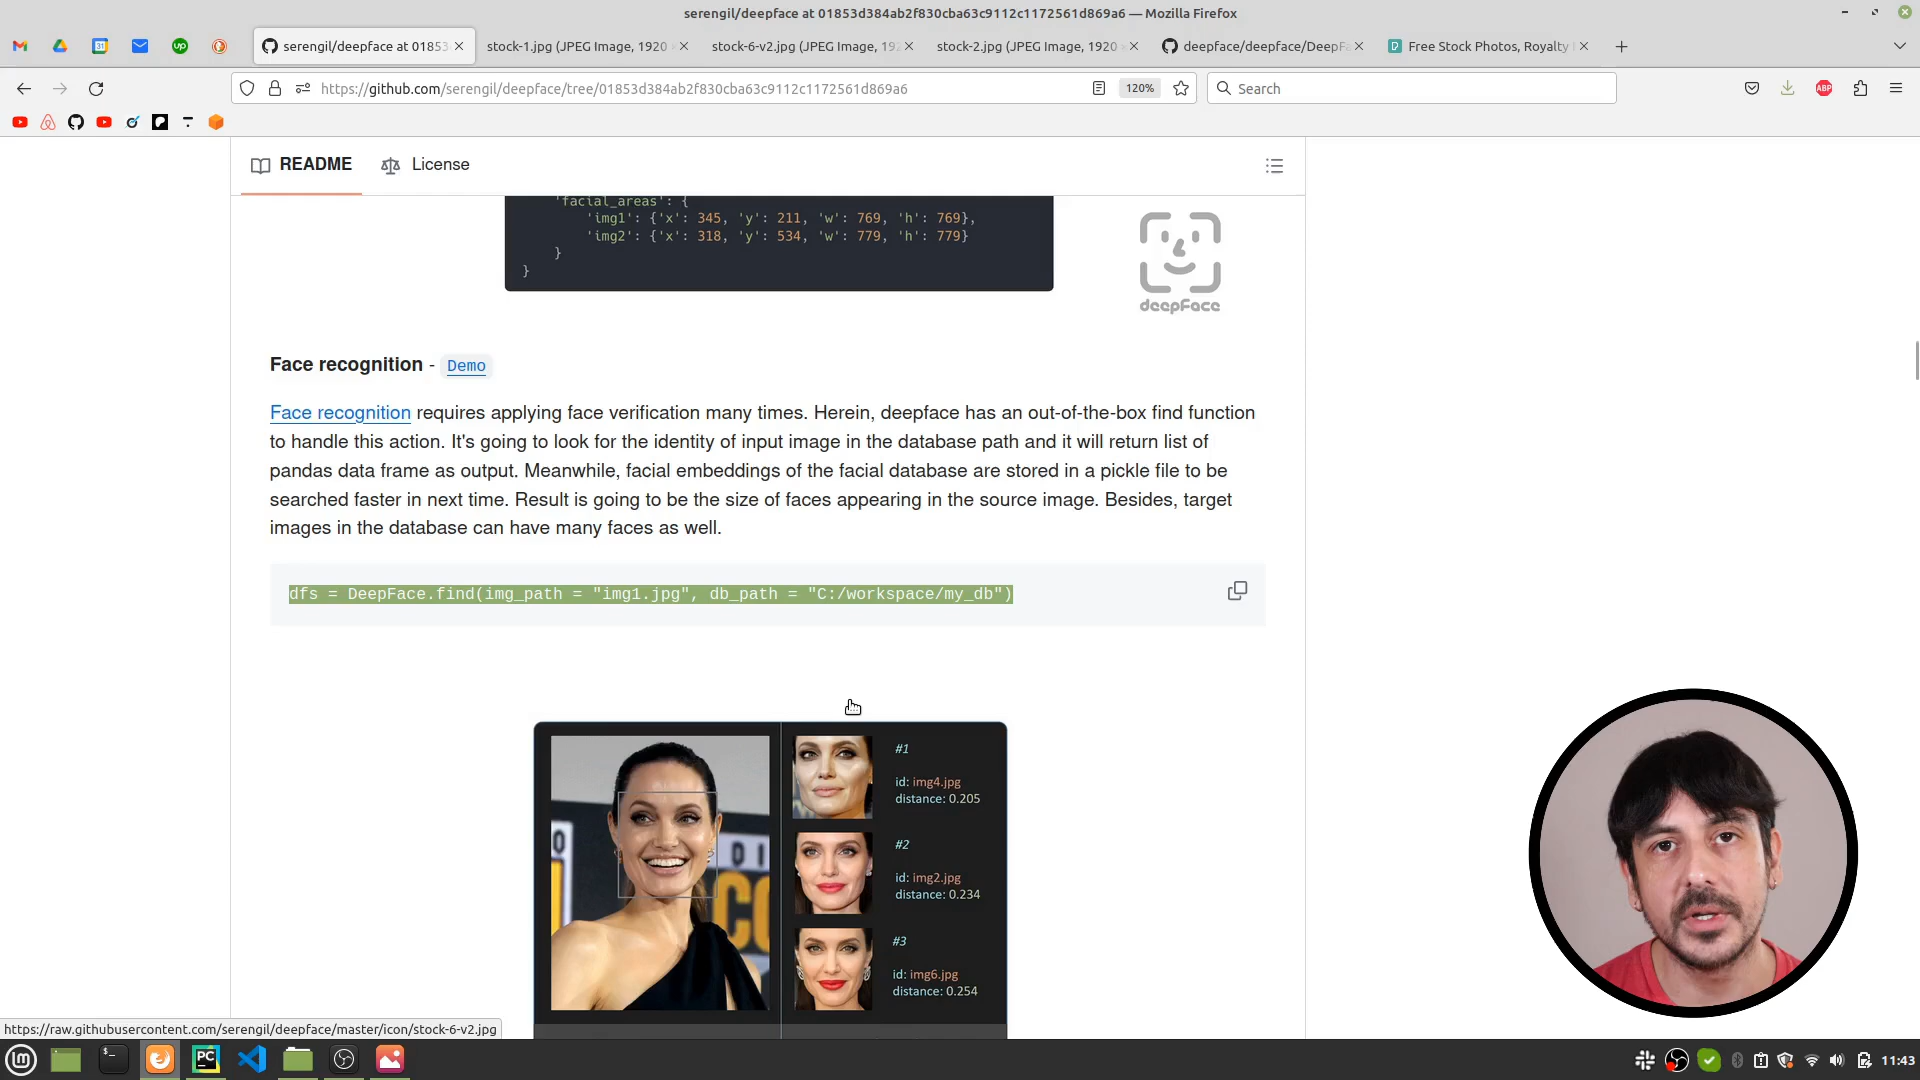 serengil/deepface at 01853d384ab2f830cba63c9112c1172561d869a6 — Mozilla Firefox
serengil/deepface at 0185
stock-1.jpg (JPEG Image, 1920
stock-6-v2.jpg (JPEG Image, 19
stock-2.jpg (JPEG Image, 1920
deepface/deepface/DeepF
Free Stock Photos, Royalty
https://github.com/serengil/deepface/tree/01853d384ab2f830cba63c9112c1172561d869a6
120%
Search
ABP
README
License
'facial_areas': {
'img1': {'x': 345, 'y': 211, 'w': 769, 'h': 769},
'img2': {'x': 318, 'y': 534, 'w': 779, 'h': 779}
}
}
deepface
Face recognition - Demo
Face recognition requires applying face verification many times. Herein, deepface has an out-of-the-box find function
to handle this action. It's going to look for the identity of input image in the database path and it will return list of
pandas data frame as output. Meanwhile, facial embeddings of the facial database are stored in a pickle file to be
searched faster in next time. Result is going to be the size of faces appearing in the source image. Besides, target
images in the database can have many faces as well.
dfs = DeepFace.find(img_path = "img1.jpg", db_path = "C:/workspace/my_db")
#1
id: img4.jpg
distance: 0.205
#2
id: img2.jpg
distance: 0.234
#3
id: img6.jpg
distance: 0.254
https://raw.githubusercontent.com/serengil/deepface/master/icon/stock-6-v2.jpg
PC
11:43